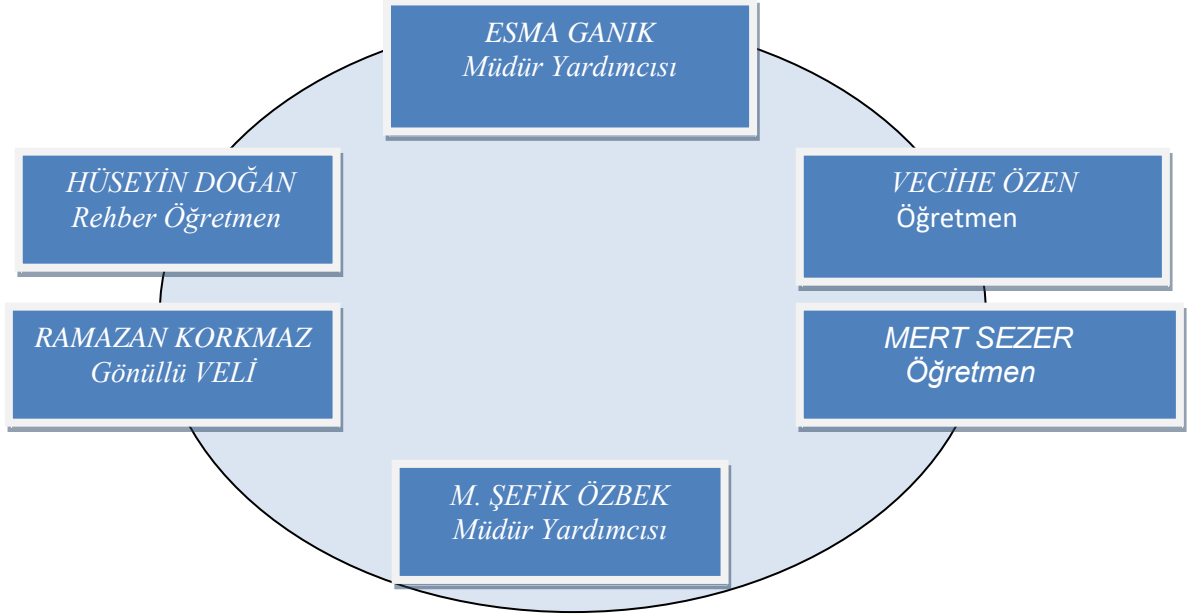 ESMA GANIK
Müdür Yardımcısı
HÜSEYİN DOĞAN
Rehber Öğretmen
VECİHE ÖZEN
Öğretmen
RAMAZAN KORKMAZ
Gönüllü VELİ
MERT SEZER
Öğretmen
M. ŞEFİK ÖZBEK
Müdür Yardımcısı